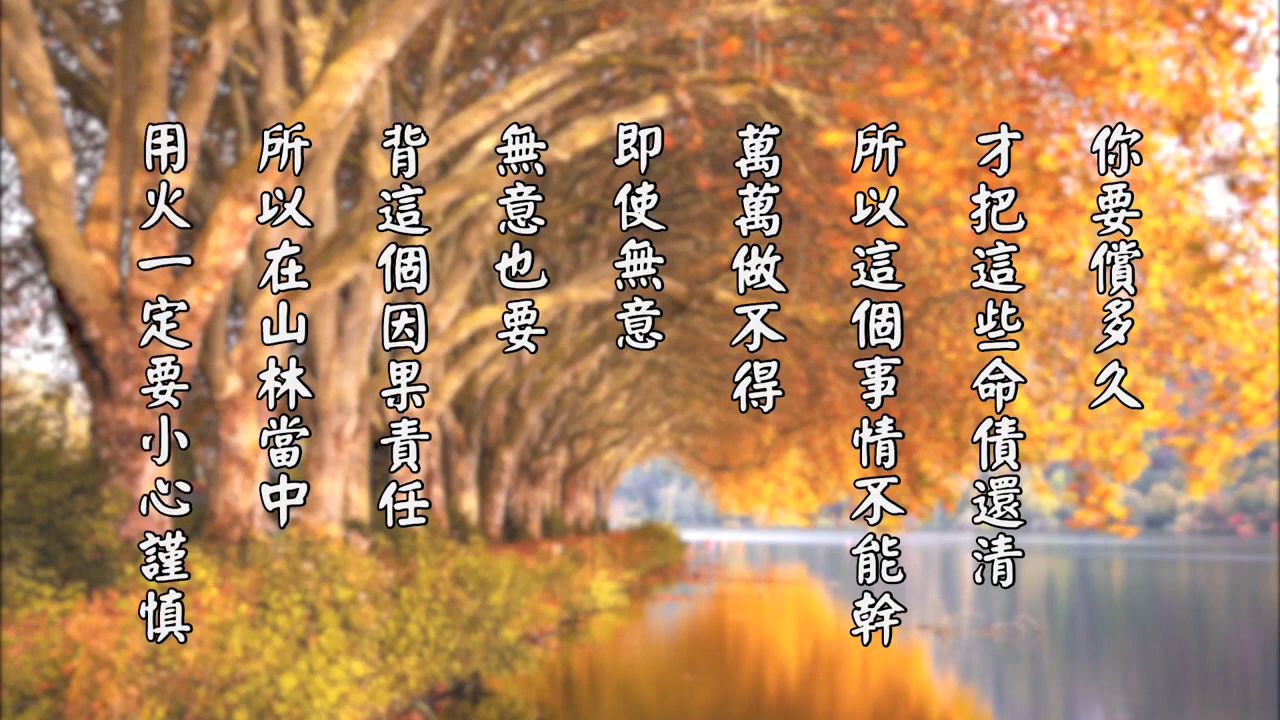 你要償多久
才把這些命債還清
所以這個事情不能幹
萬萬做不得
即使無意
無意也要
背這個因果責任
所以在山林當中
用火一定要小心謹慎